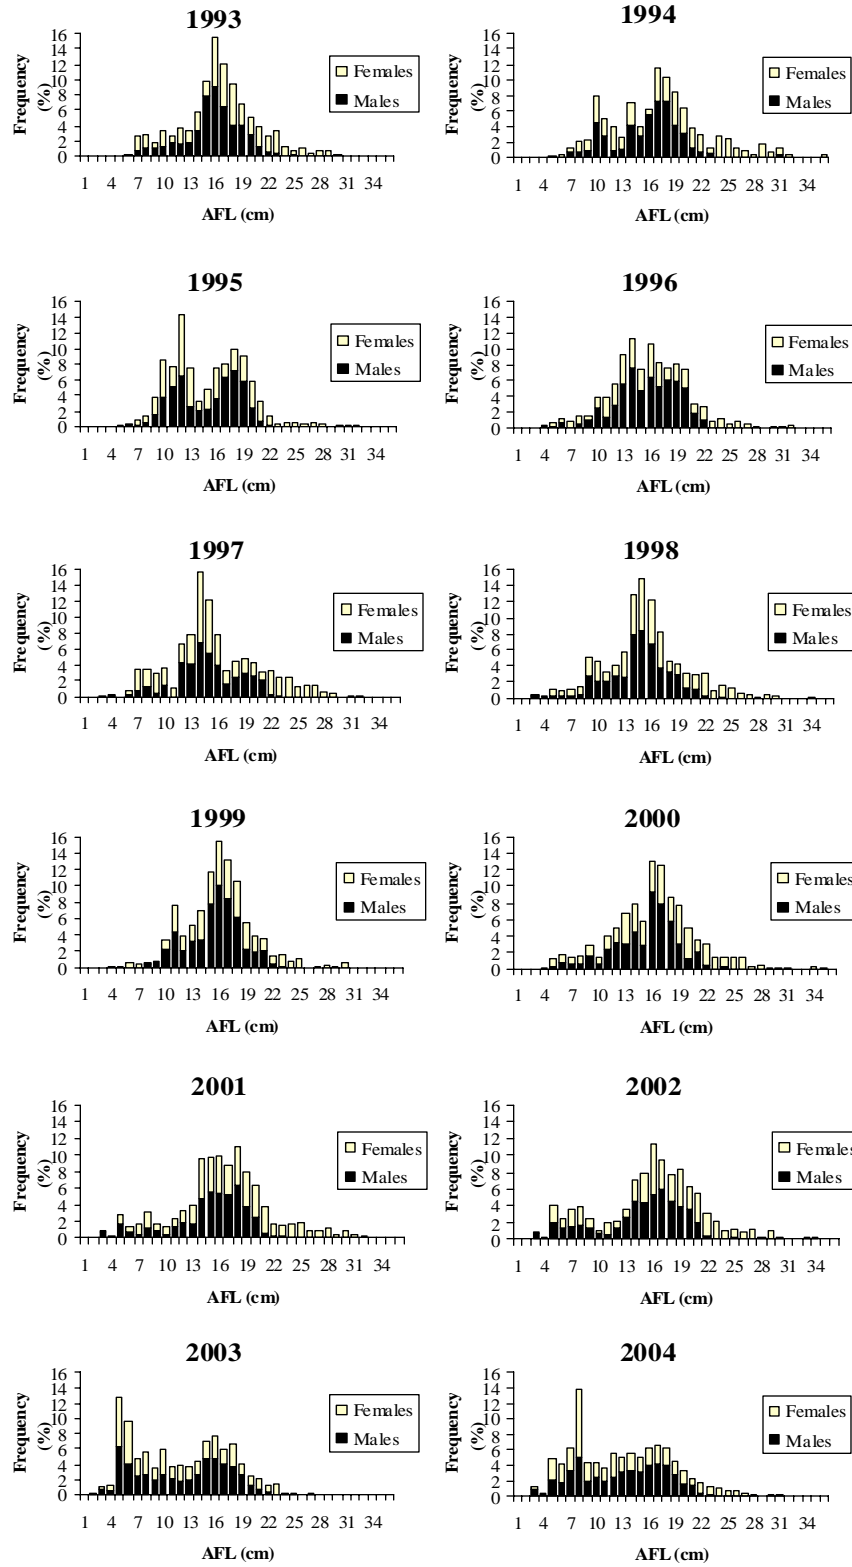 1993
Frequency
(%)
16
14
12
10
8
6
4
2
0
Females
Males
1 4 7 10 13 16 19 22 25 28 31 34
AFL (cm)
1994
Frequency
(%)
16
14
12
10
8
6
4
2
0
Females
Males
1 4 7 10 13 16 19 22 25 28 31 34
AFL (cm)
1995
Frequency
(%)
16
14
12
10
8
6
4
2
0
Females
Males
1 4 7 10 13 16 19 22 25 28 31 34
AFL (cm)
1996
Frequency
(%)
16
14
12
10
8
6
4
2
0
Females
Males
1 4 7 10 13 16 19 22 25 28 31 34
AFL (cm)
1997
Frequency
(%)
16
14
12
10
8
6
4
2
0
Females
Males
1 4 7 10 13 16 19 22 25 28 31 34
AFL (cm)
1998
Frequency
(%)
16
14
12
10
8
6
4
2
0
Females
Males
1 4 7 10 13 16 19 22 25 28 31 34
AFL (cm)
1999
Frequency
(%)
16
14
12
10
8
6
4
2
0
Females
Males
1 4 7 10 13 16 19 22 25 28 31 34
AFL (cm)
2000
Frequency
(%)
16
14
12
10
8
6
4
2
0
Females
Males
1 4 7 10 13 16 19 22 25 28 31 34
AFL (cm)
2001
Frequency
(%)
16
14
12
10
8
6
4
2
0
Females
Males
1 4 7 10 13 16 19 22 25 28 31 34
AFL (cm)
2002
Frequency
(%)
16
14
12
10
8
6
4
2
0
Females
Males
1 4 7 10 13 16 19 22 25 28 31 34
AFL (cm)
2003
Frequency
(%)
16
14
12
10
8
6
4
2
0
Females
Males
1 4 7 10 13 16 19 22 25 28 31 34
AFL (cm)
2004
Frequency
(%)
16
14
12
10
8
6
4
2
0
Females
Males
1 4 7 10 13 16 19 22 25 28 31 34
AFL (cm)